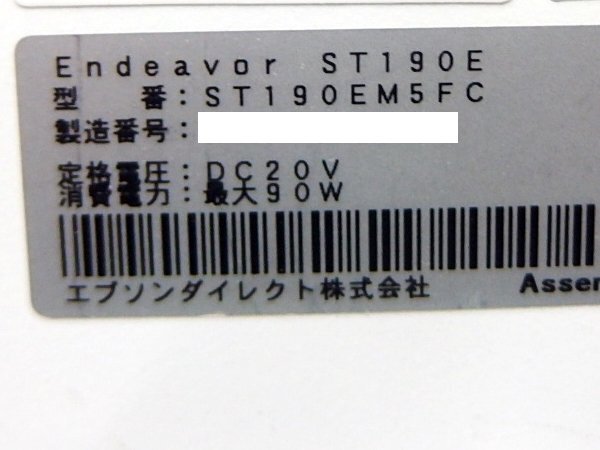 Endeavor ST190E
型 番：ST190EM5FC
製造番号：
定格電圧：DC20V
消費電力：最大90W
エプソンダイレクト株式会社 Assem